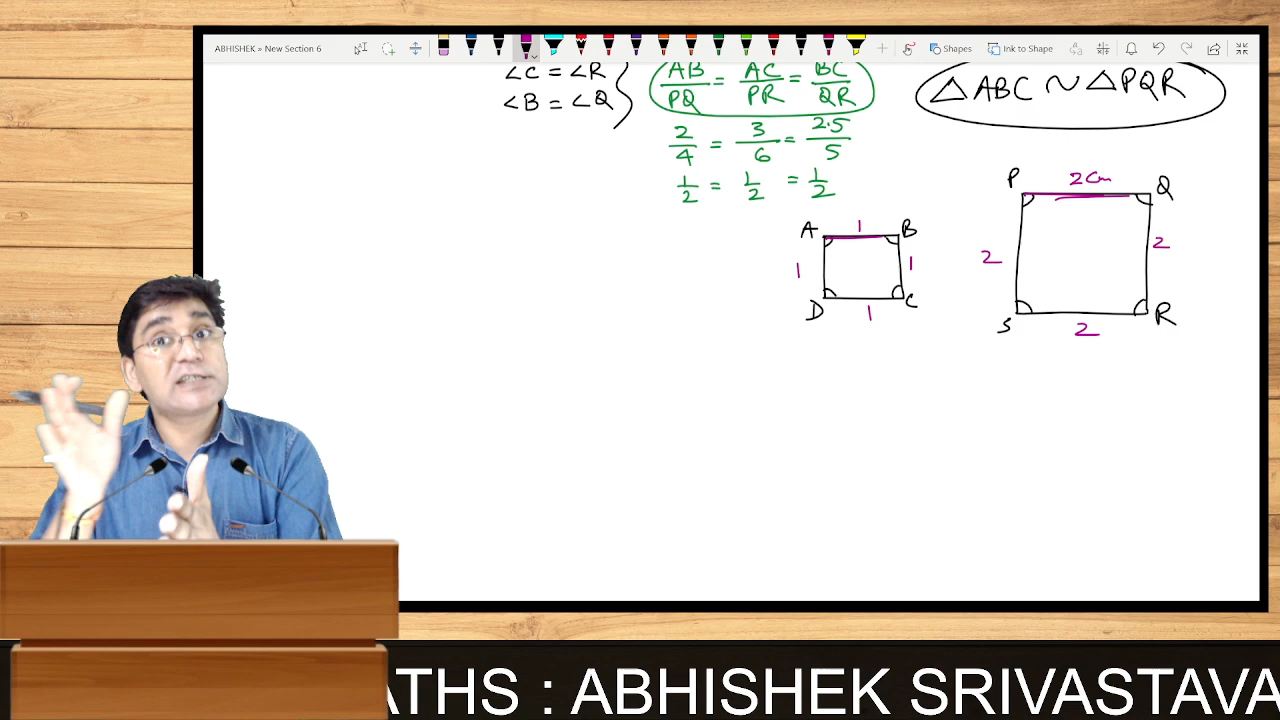 ABHISHEK » New Section 6
Shapes
Ink to Shape
∠C = ∠R
∠B = ∠Q
AB/PQ = AC/PR = BC/QR
2/4 = 3/6 = 2.5/5
1/2 = 1/2 = 1/2
△ABC ~ △PQR
A 1 B
1 1
D 1 C
P 2cm Q
2 2
S 2 R
ATHS : ABHISHEK SRIVASTAVA